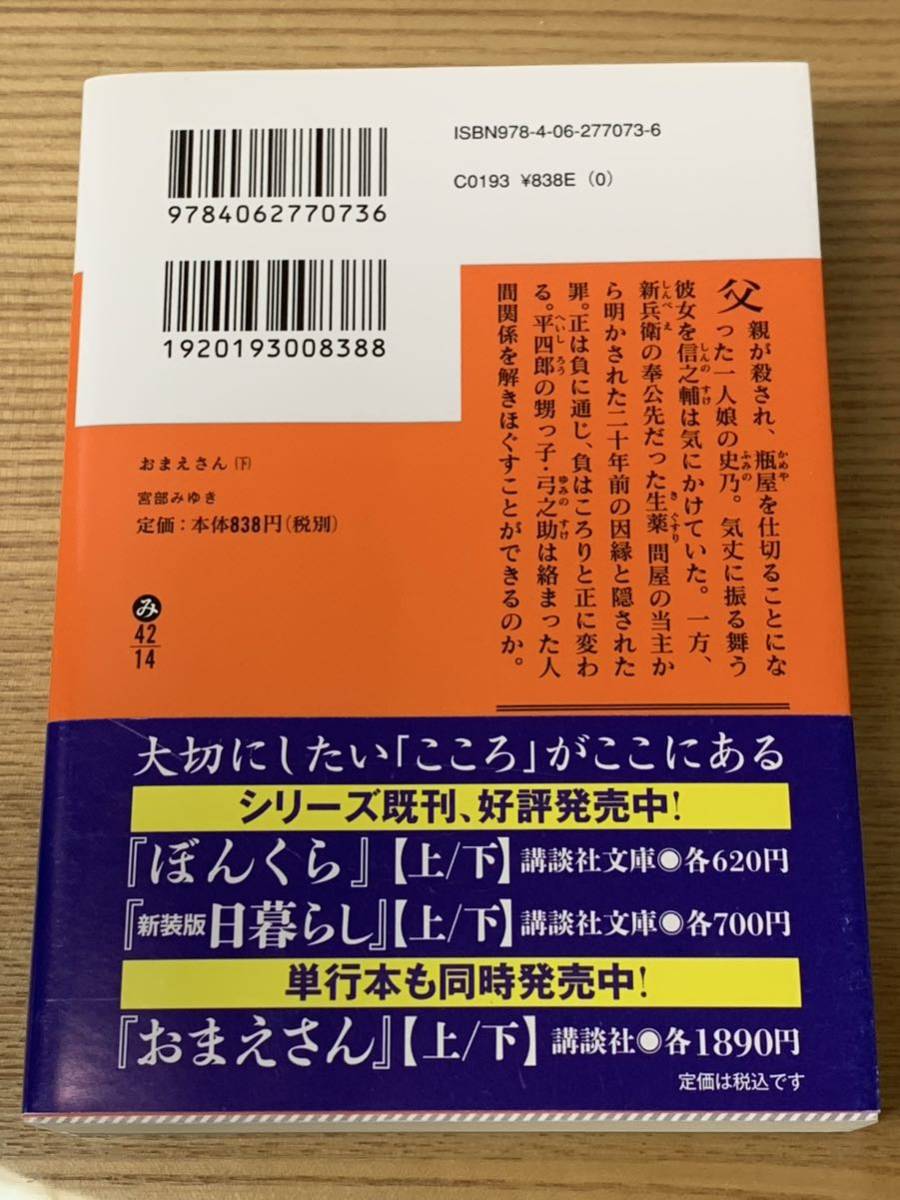 ISBN978-4-06-277073-6
C0193 ¥838E (0)
9784062770736
1920193008388
父親が殺され、瓶屋を仕切ることにな
った一人娘の史乃。気丈に振る舞う
彼女を信之輔は気にかけていた。一方、
新兵衛の奉公先だった生薬問屋の当主か
ら明かされた二十年前の因縁と隠された
罪。正は負に通じ、負はころりと正に変わ
る。平四郎の甥っ子・弓之助は絡まった人
間関係を解きほぐすことができるのか。
おまえさん(下)
宮部みゆき
定価:本体838円(税別)
み
42
14
大切にしたい「こころ」がここにある
シリーズ既刊、好評発売中!
『ぼんくら』【上/下】講談社文庫◉各620円
『新装版 日暮らし』【上/下】講談社文庫◉各700円
単行本も同時発売中!
『おまえさん』【上/下】講談社◉各1890円
定価は税込です